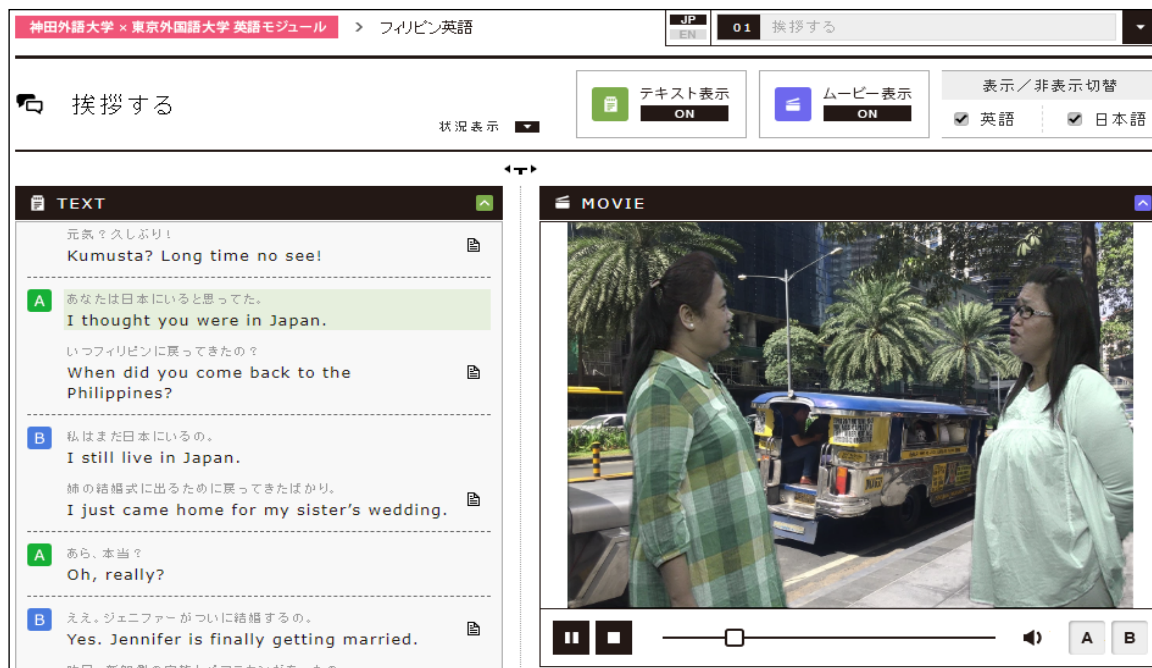 神田外語大学 × 東京外国語大学 英語モジュール > フィリピン英語
JP
EN
01 挨拶する
挨拶する
状況表示
テキスト表示
ON
ムービー表示
ON
表示/非表示切替
英語 日本語
TEXT
元気?久しぶり!
Kumusta? Long time no see!
A あなたは日本にいると思ってた。
I thought you were in Japan.
いつフィリピンに戻ってきたの?
When did you come back to the
Philippines?
B 私はまだ日本にいるの。
I still live in Japan.
姉の結婚式に出るために戻ってきたばかり。
I just came home for my sister’s wedding.
A あら、本当?
Oh, really?
B ええ。ジェニファーがついに結婚するの。
Yes. Jennifer is finally getting married.
MOVIE
A B